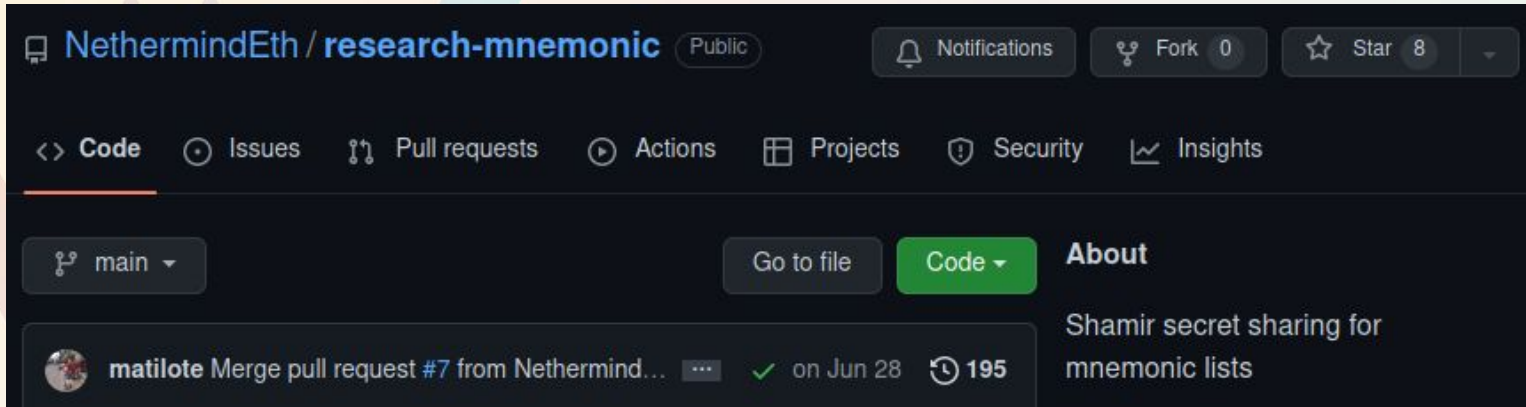 NethermindEth / research-mnemonic Public Notifications Fork 0 Star 8
Code Issues Pull requests Actions Projects Security Insights
main Go to file Code
About
Shamir secret sharing for
mnemonic lists
matilote Merge pull request #7 from Nethermind... ... on Jun 28 195